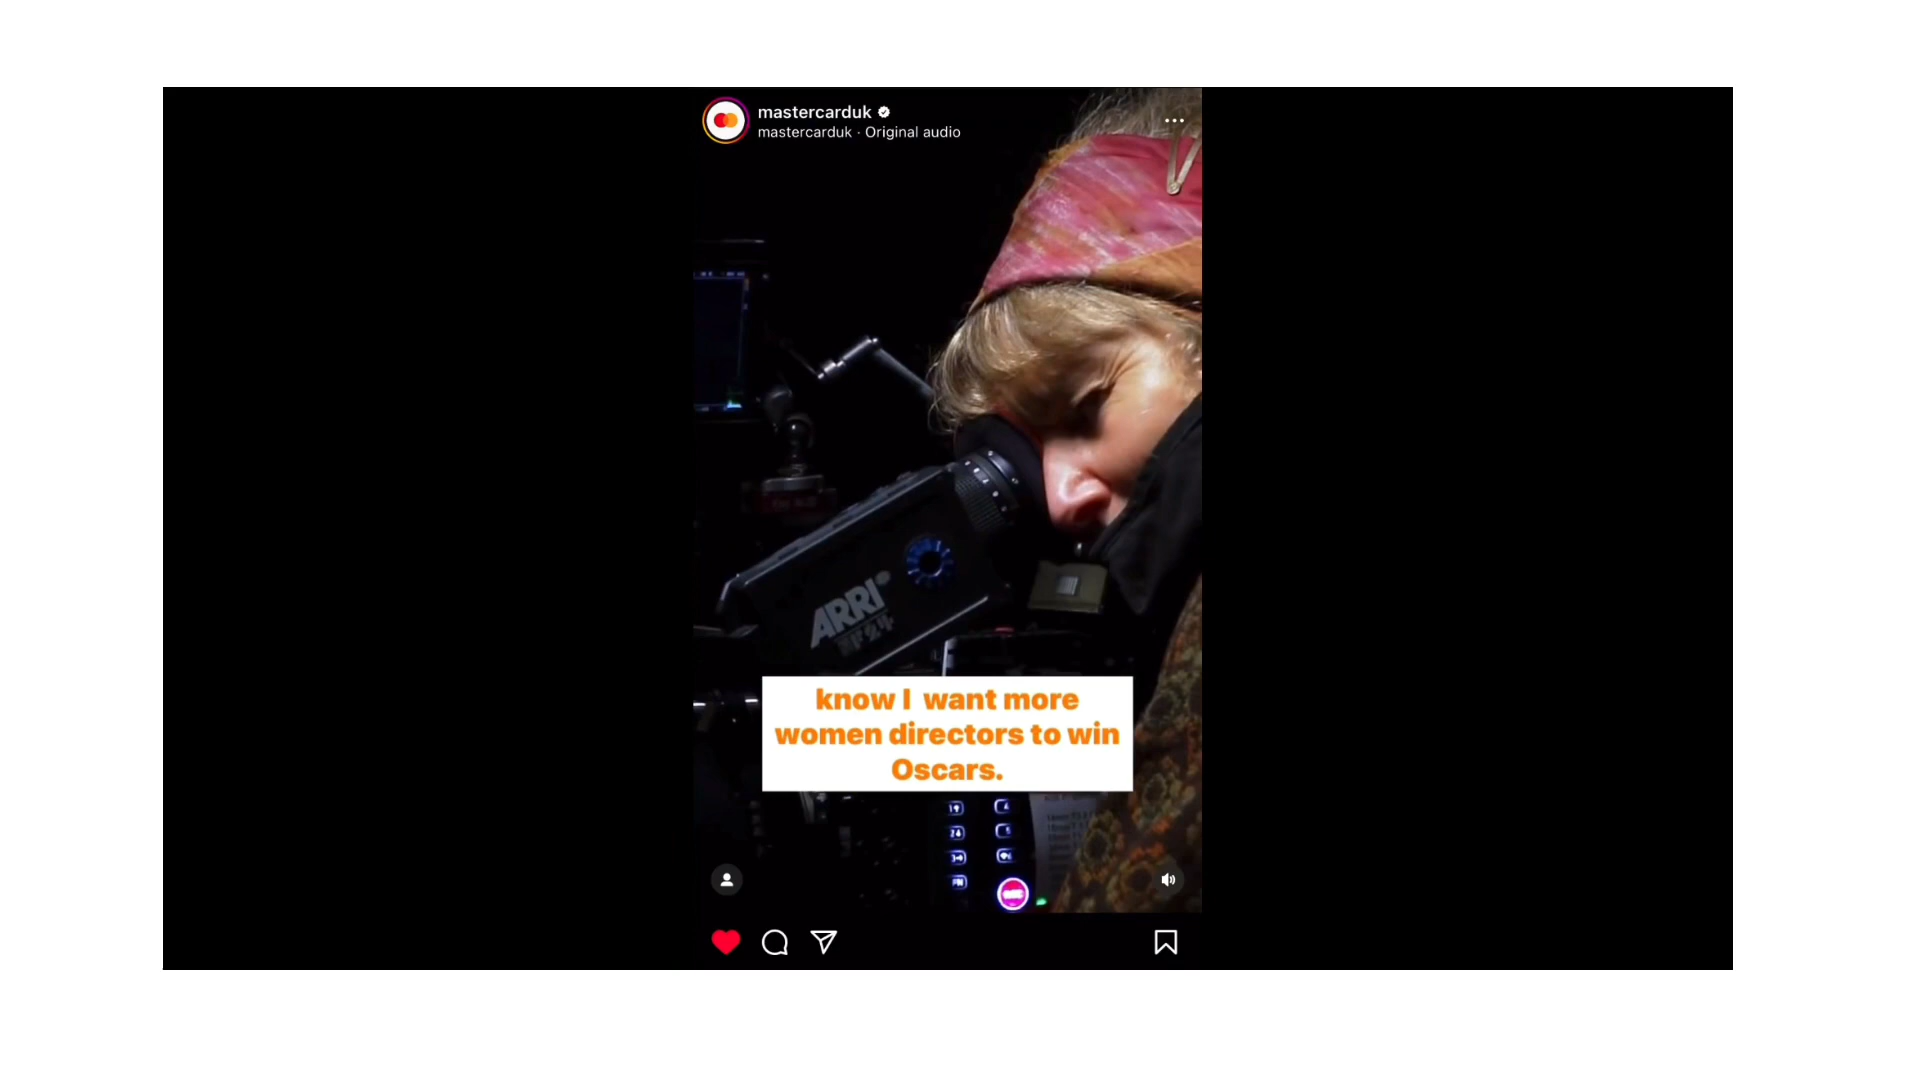 mastercarduk
mastercarduk · Original audio
ARRI
know I want more
women directors to win
Oscars.